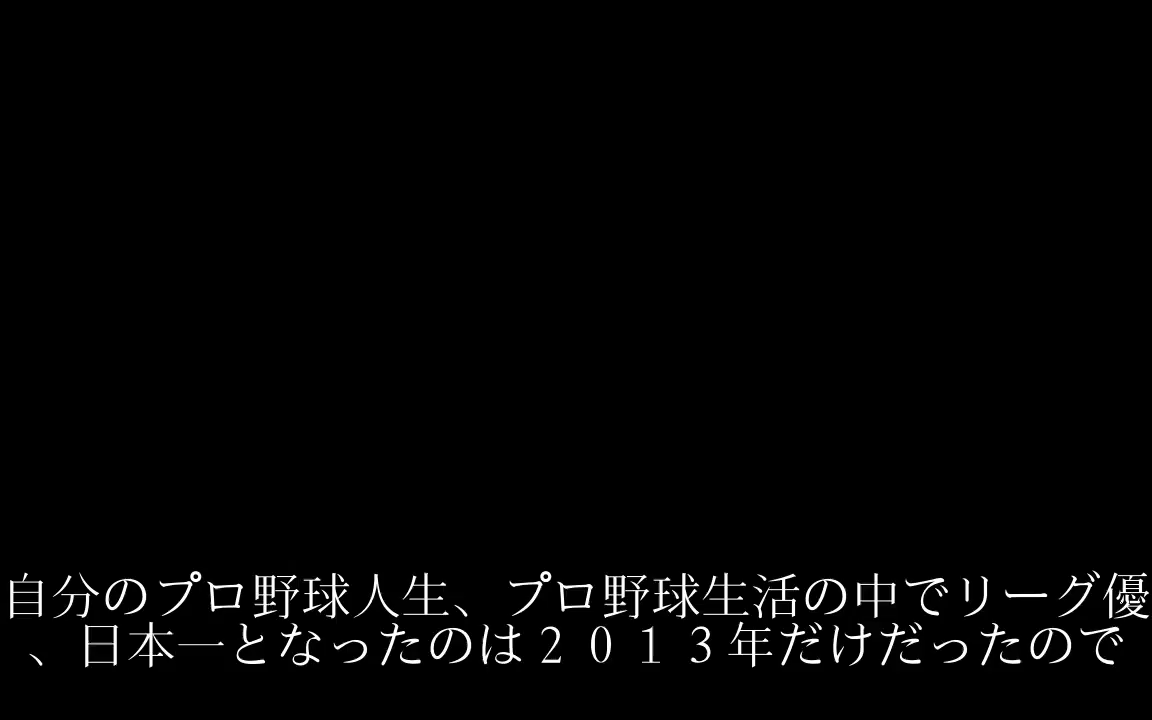 自分のプロ野球人生、プロ野球生活の中でリーグ優
、日本一となったのは２０１３年だけだったので